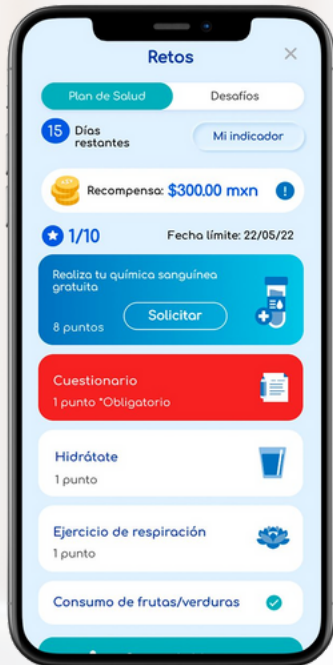 Retos
Plan de Salud
Desafíos
15 Días
restantes
Mi indicador
Recompensa: $300.00 mxn
1/10
Fecha límite: 22/05/22
Realiza tu química sanguínea
gratuita
8 puntos
Solicitar
Cuestionario
1 punto *Obligatorio
Hidrátate
1 punto
Ejercicio de respiración
1 punto
Consumo de frutas/verduras